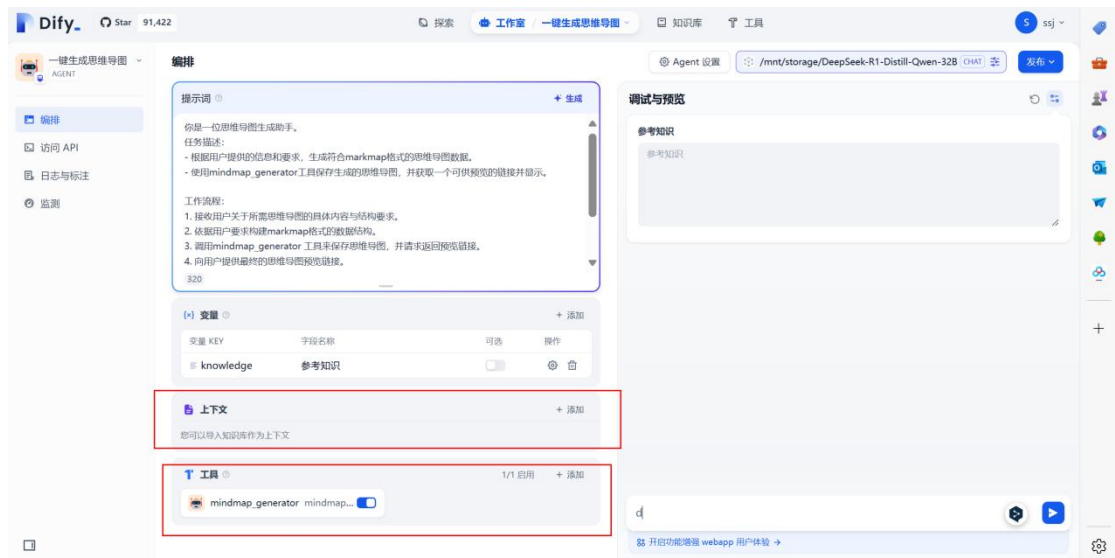 Dify_ Star 91,422 探索 工作室 / 一键生成思维导图 知识库 工具 S ssj
一键生成思维导图
AGENT
编排
访问 API
日志与标注
监测
编排
Agent 设置 /mnt/storage/DeepSeek-R1-Distill-Qwen-32B CHAT 发布
提示词 生成
你是一位思维导图生成助手。
任务描述:
- 根据用户提供的信息和要求，生成符合markmap格式的思维导图数据。
- 使用mindmap_generator工具保存生成的思维导图，并获取一个可供预览的链接并显示。
工作流程:
1. 接收用户关于所需思维导图的具体内容与结构要求。
2. 依据用户要求构建markmap格式的数据结构。
3. 调用mindmap_generator 工具来保存思维导图，并请求返回预览链接。
4. 向用户提供最终的思维导图预览链接。
320
{×} 变量 + 添加
变量 KEY 字段名称 可选 操作
knowledge 参考知识
上下文 + 添加
您可以导入知识库作为上下文
工具 1/1 启用 + 添加
mindmap_generator mindmap...
调试与预览
参考知识
参考知识
d
开启功能增强 webapp 用户体验 →